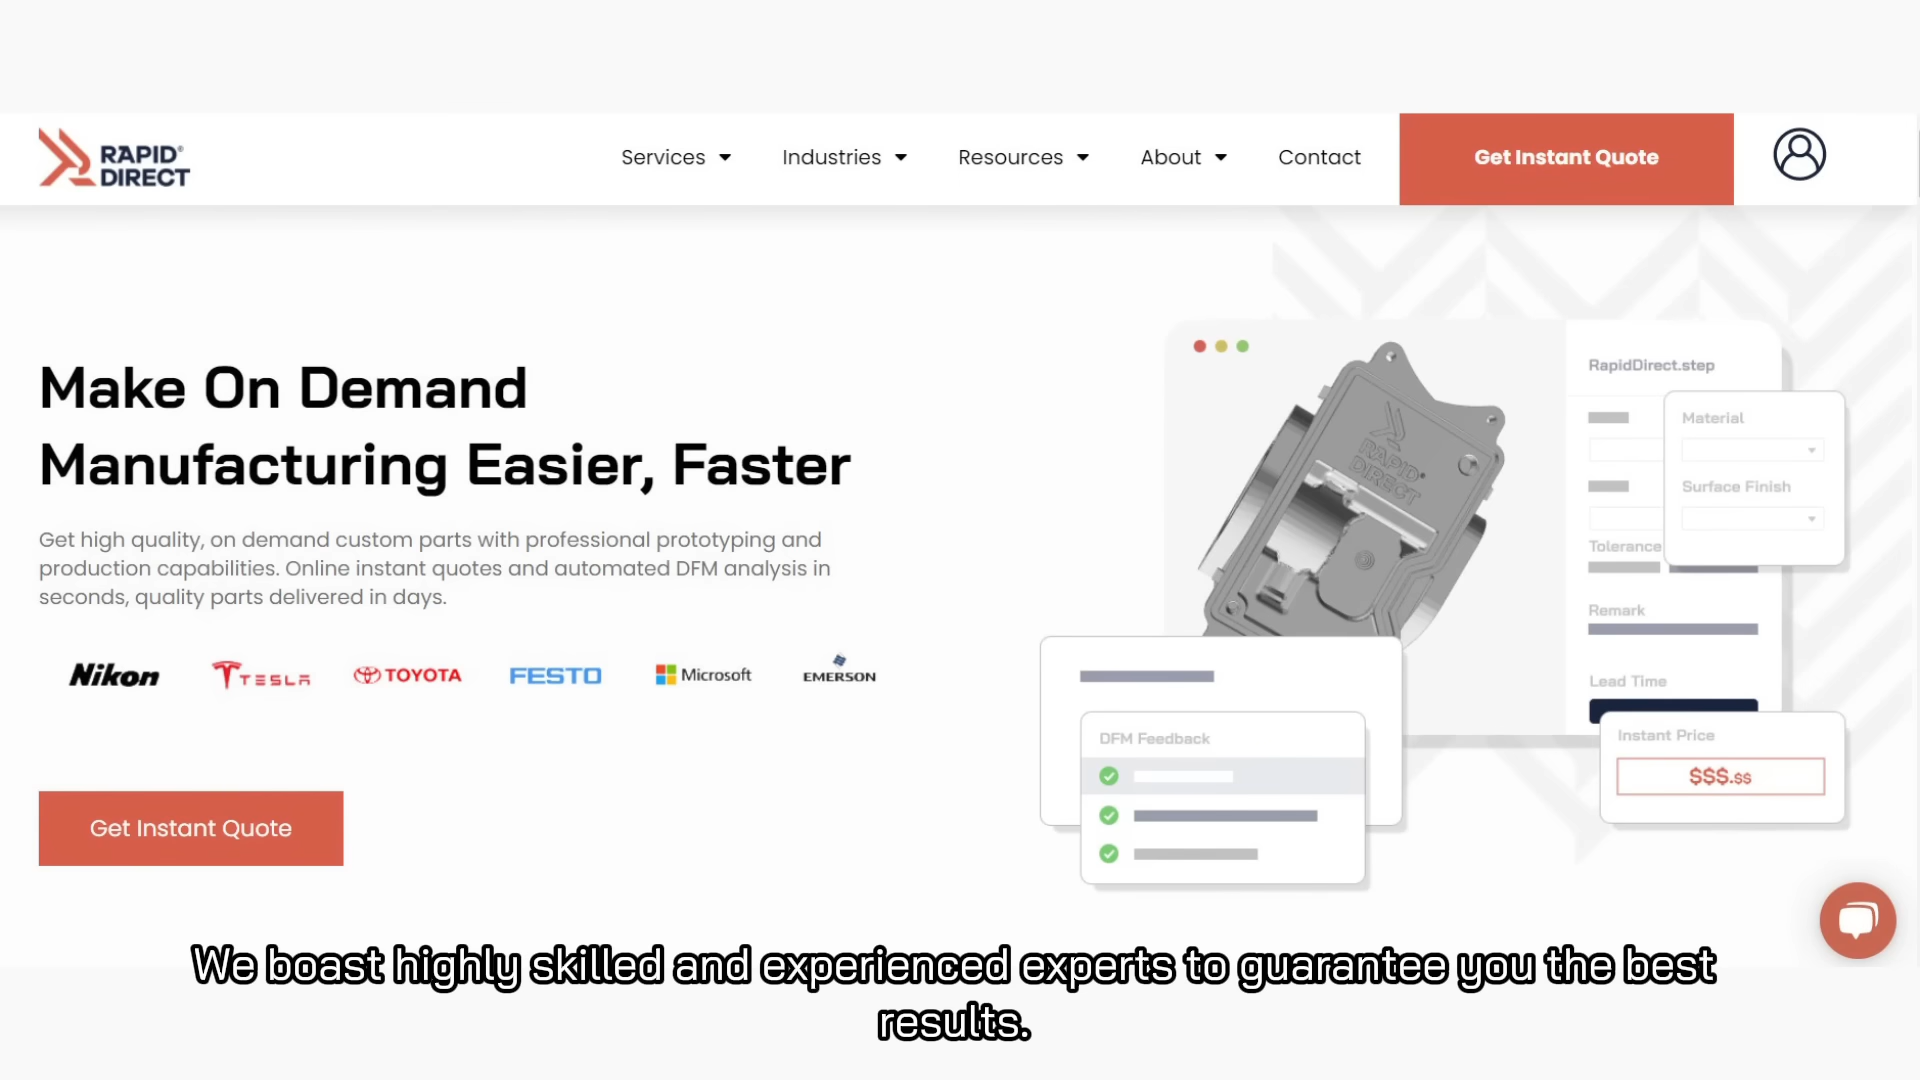 RAPID®
DIRECT
Services
Industries
Resources
About
Contact
Get Instant Quote
Make On Demand
Manufacturing Easier, Faster
Get high quality, on demand custom parts with professional prototyping and
production capabilities. Online instant quotes and automated DFM analysis in
seconds, quality parts delivered in days.
Nikon
TESLA
TOYOTA
FESTO
Microsoft
EMERSON
Get Instant Quote
RAPID®
DIRECT
RapidDirect.step
Material
Surface Finish
Tolerance
Remark
Lead Time
Instant Price
$$$.$$
DFM Feedback
We boast highly skilled and experienced experts to guarantee you the best
results.